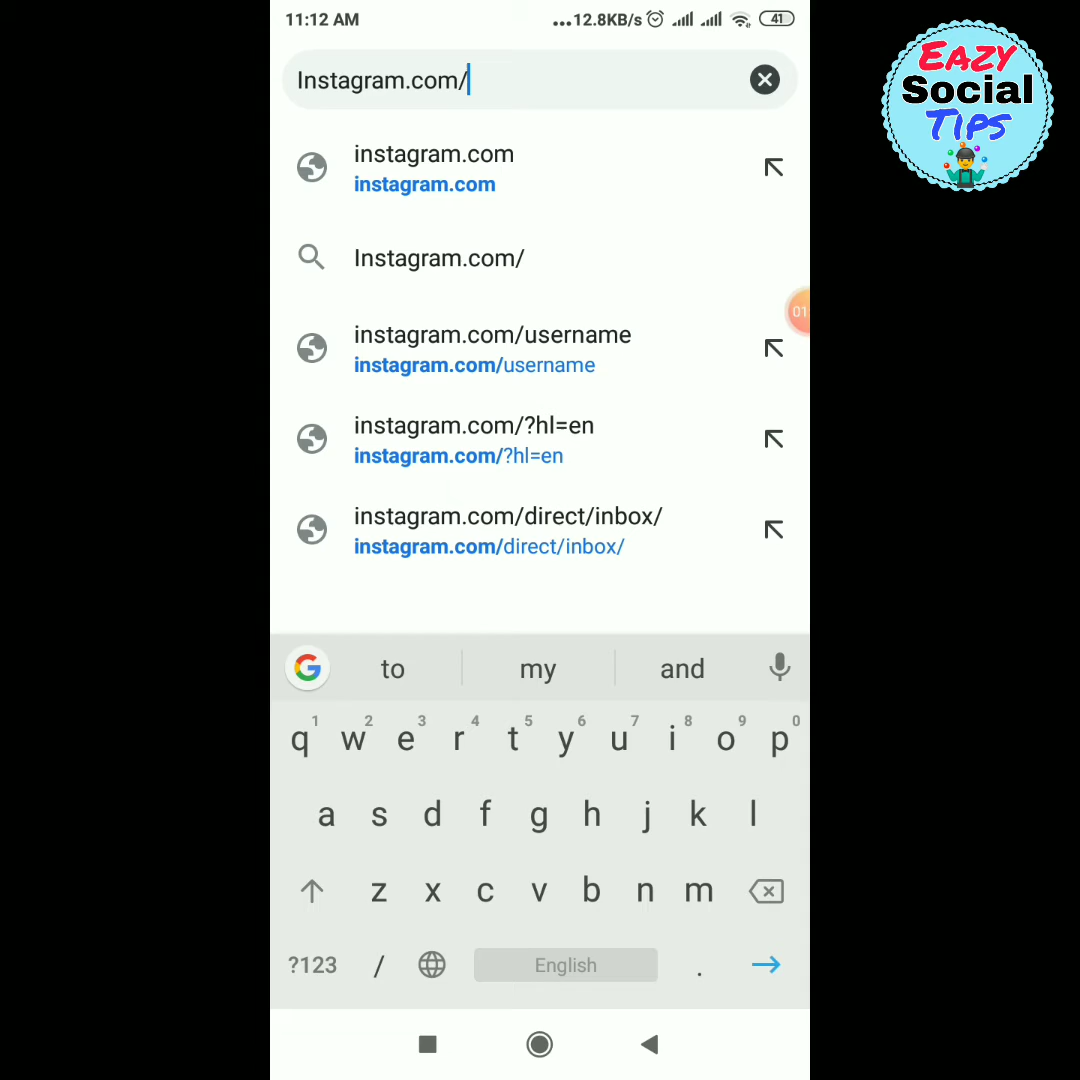 11:12 AM
...12.8KB/s
41
EAZY
Social
TIPS
Instagram.com/
instagram.com
instagram.com
Instagram.com/
01
instagram.com/username
instagram.com/username
instagram.com/?hl=en
instagram.com/?hl=en
instagram.com/direct/inbox/
instagram.com/direct/inbox/
G to my and
1 2 3 4 5 6 7 8 9 0
q w e r t y u i o p
a s d f g h j k l
z x c v b n m
?123 / English .